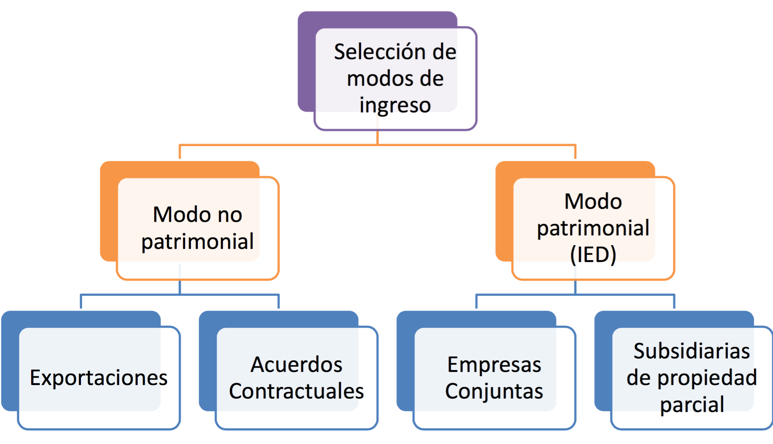 Selección de
modos de
ingreso
Modo no
patrimonial
Modo
patrimonial
(IED)
Exportaciones
Acuerdos
Contractuales
Empresas
Conjuntas
Subsidiarias
de propiedad
parcial